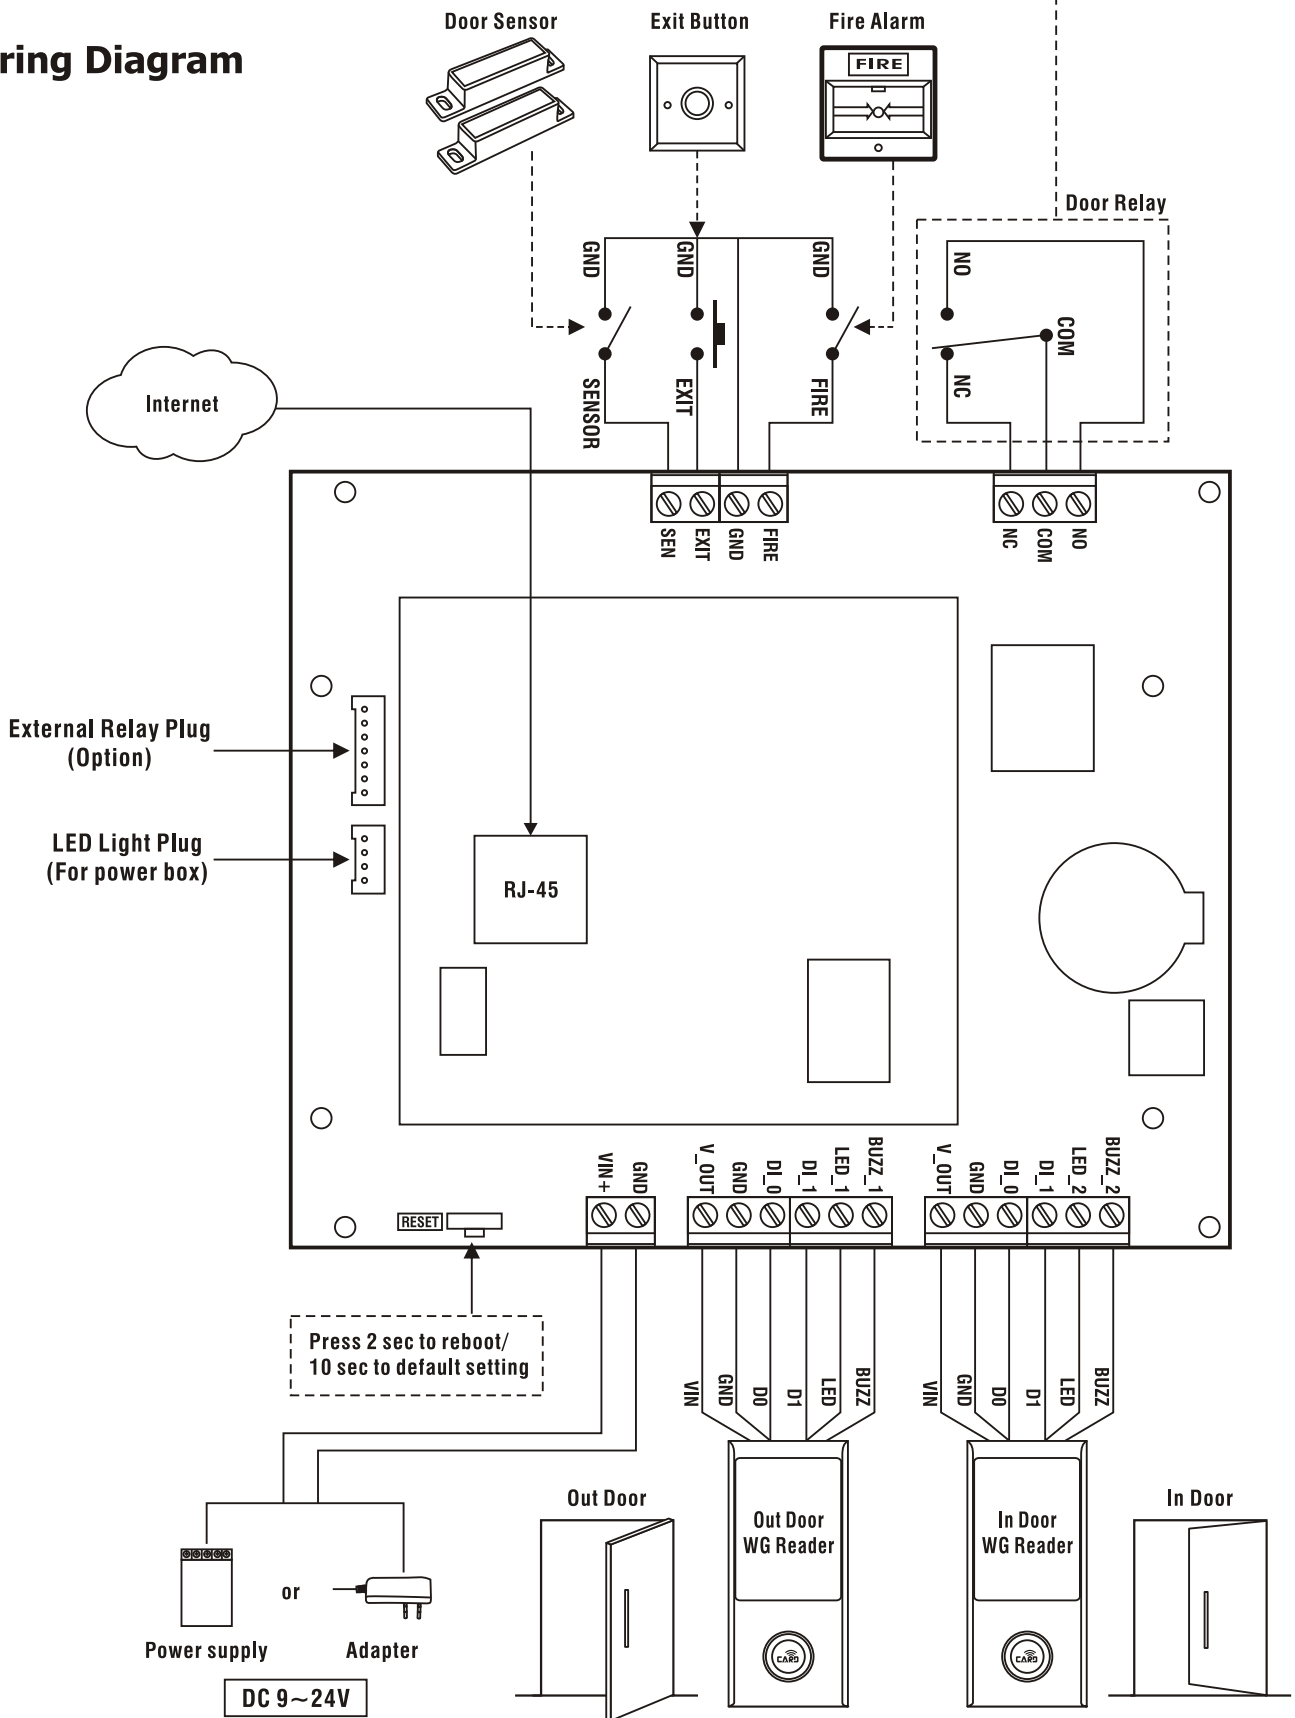 ring Diagram
Door Sensor
Exit Button
Fire Alarm
FIRE
Door Relay
GND
GND
GND
NO
COM
SENSOR
EXIT
FIRE
NC
Internet
SEN
EXIT
GND
FIRE
NC
COM
NO
External Relay Plug
(Option)
LED Light Plug
(For power box)
RJ-45
VIN+
GND
V_OUT
GND
DI_0
DI_1
LED_1
BUZZ_1
V_OUT
GND
DI_0
DI_1
LED_2
BUZZ_2
RESET
Press 2 sec to reboot/
10 sec to default setting
VIN
GND
D0
D1
LED
BUZZ
VIN
GND
D0
D1
LED
BUZZ
Out Door
Out Door
WG Reader
In Door
WG Reader
In Door
or
CARD
CARD
Power supply
Adapter
DC 9~24V